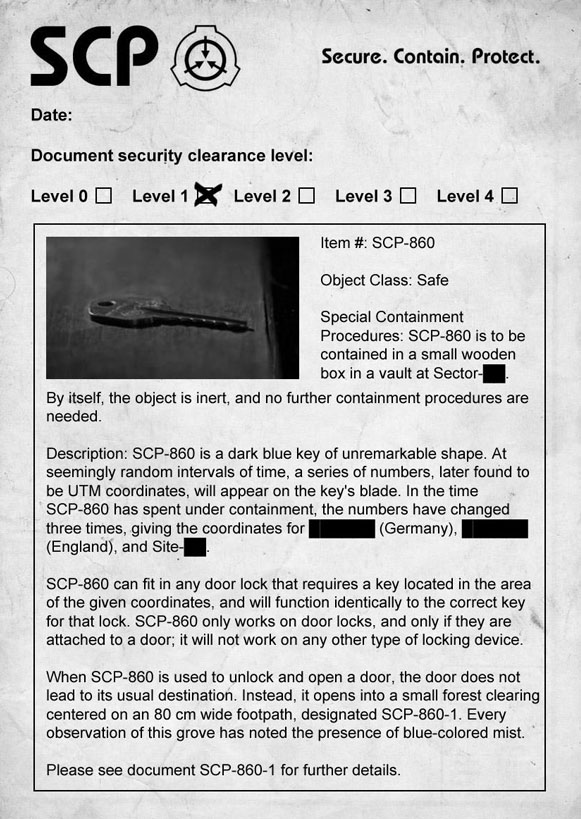 SCP
Secure. Contain. Protect.
Date:
Document security clearance level:
Level 0 Level 1 Level 2 Level 3 Level 4
Item #: SCP-860
Object Class: Safe
Special Containment
Procedures: SCP-860 is to be
contained in a small wooden
box in a vault at Sector-██.
By itself, the object is inert, and no further containment procedures are
needed.
Description: SCP-860 is a dark blue key of unremarkable shape. At
seemingly random intervals of time, a series of numbers, later found to
be UTM coordinates, will appear on the key's blade. In the time
SCP-860 has spent under containment, the numbers have changed
three times, giving the coordinates for ██████ (Germany), ██████
(England), and Site-██.
SCP-860 can fit in any door lock that requires a key located in the area
of the given coordinates, and will function identically to the correct key
for that lock. SCP-860 only works on door locks, and only if they are
attached to a door; it will not work on any other type of locking device.
When SCP-860 is used to unlock and open a door, the door does not
lead to its usual destination. Instead, it opens into a small forest clearing
centered on an 80 cm wide footpath, designated SCP-860-1. Every
observation of this grove has noted the presence of blue-colored mist.
Please see document SCP-860-1 for further details.